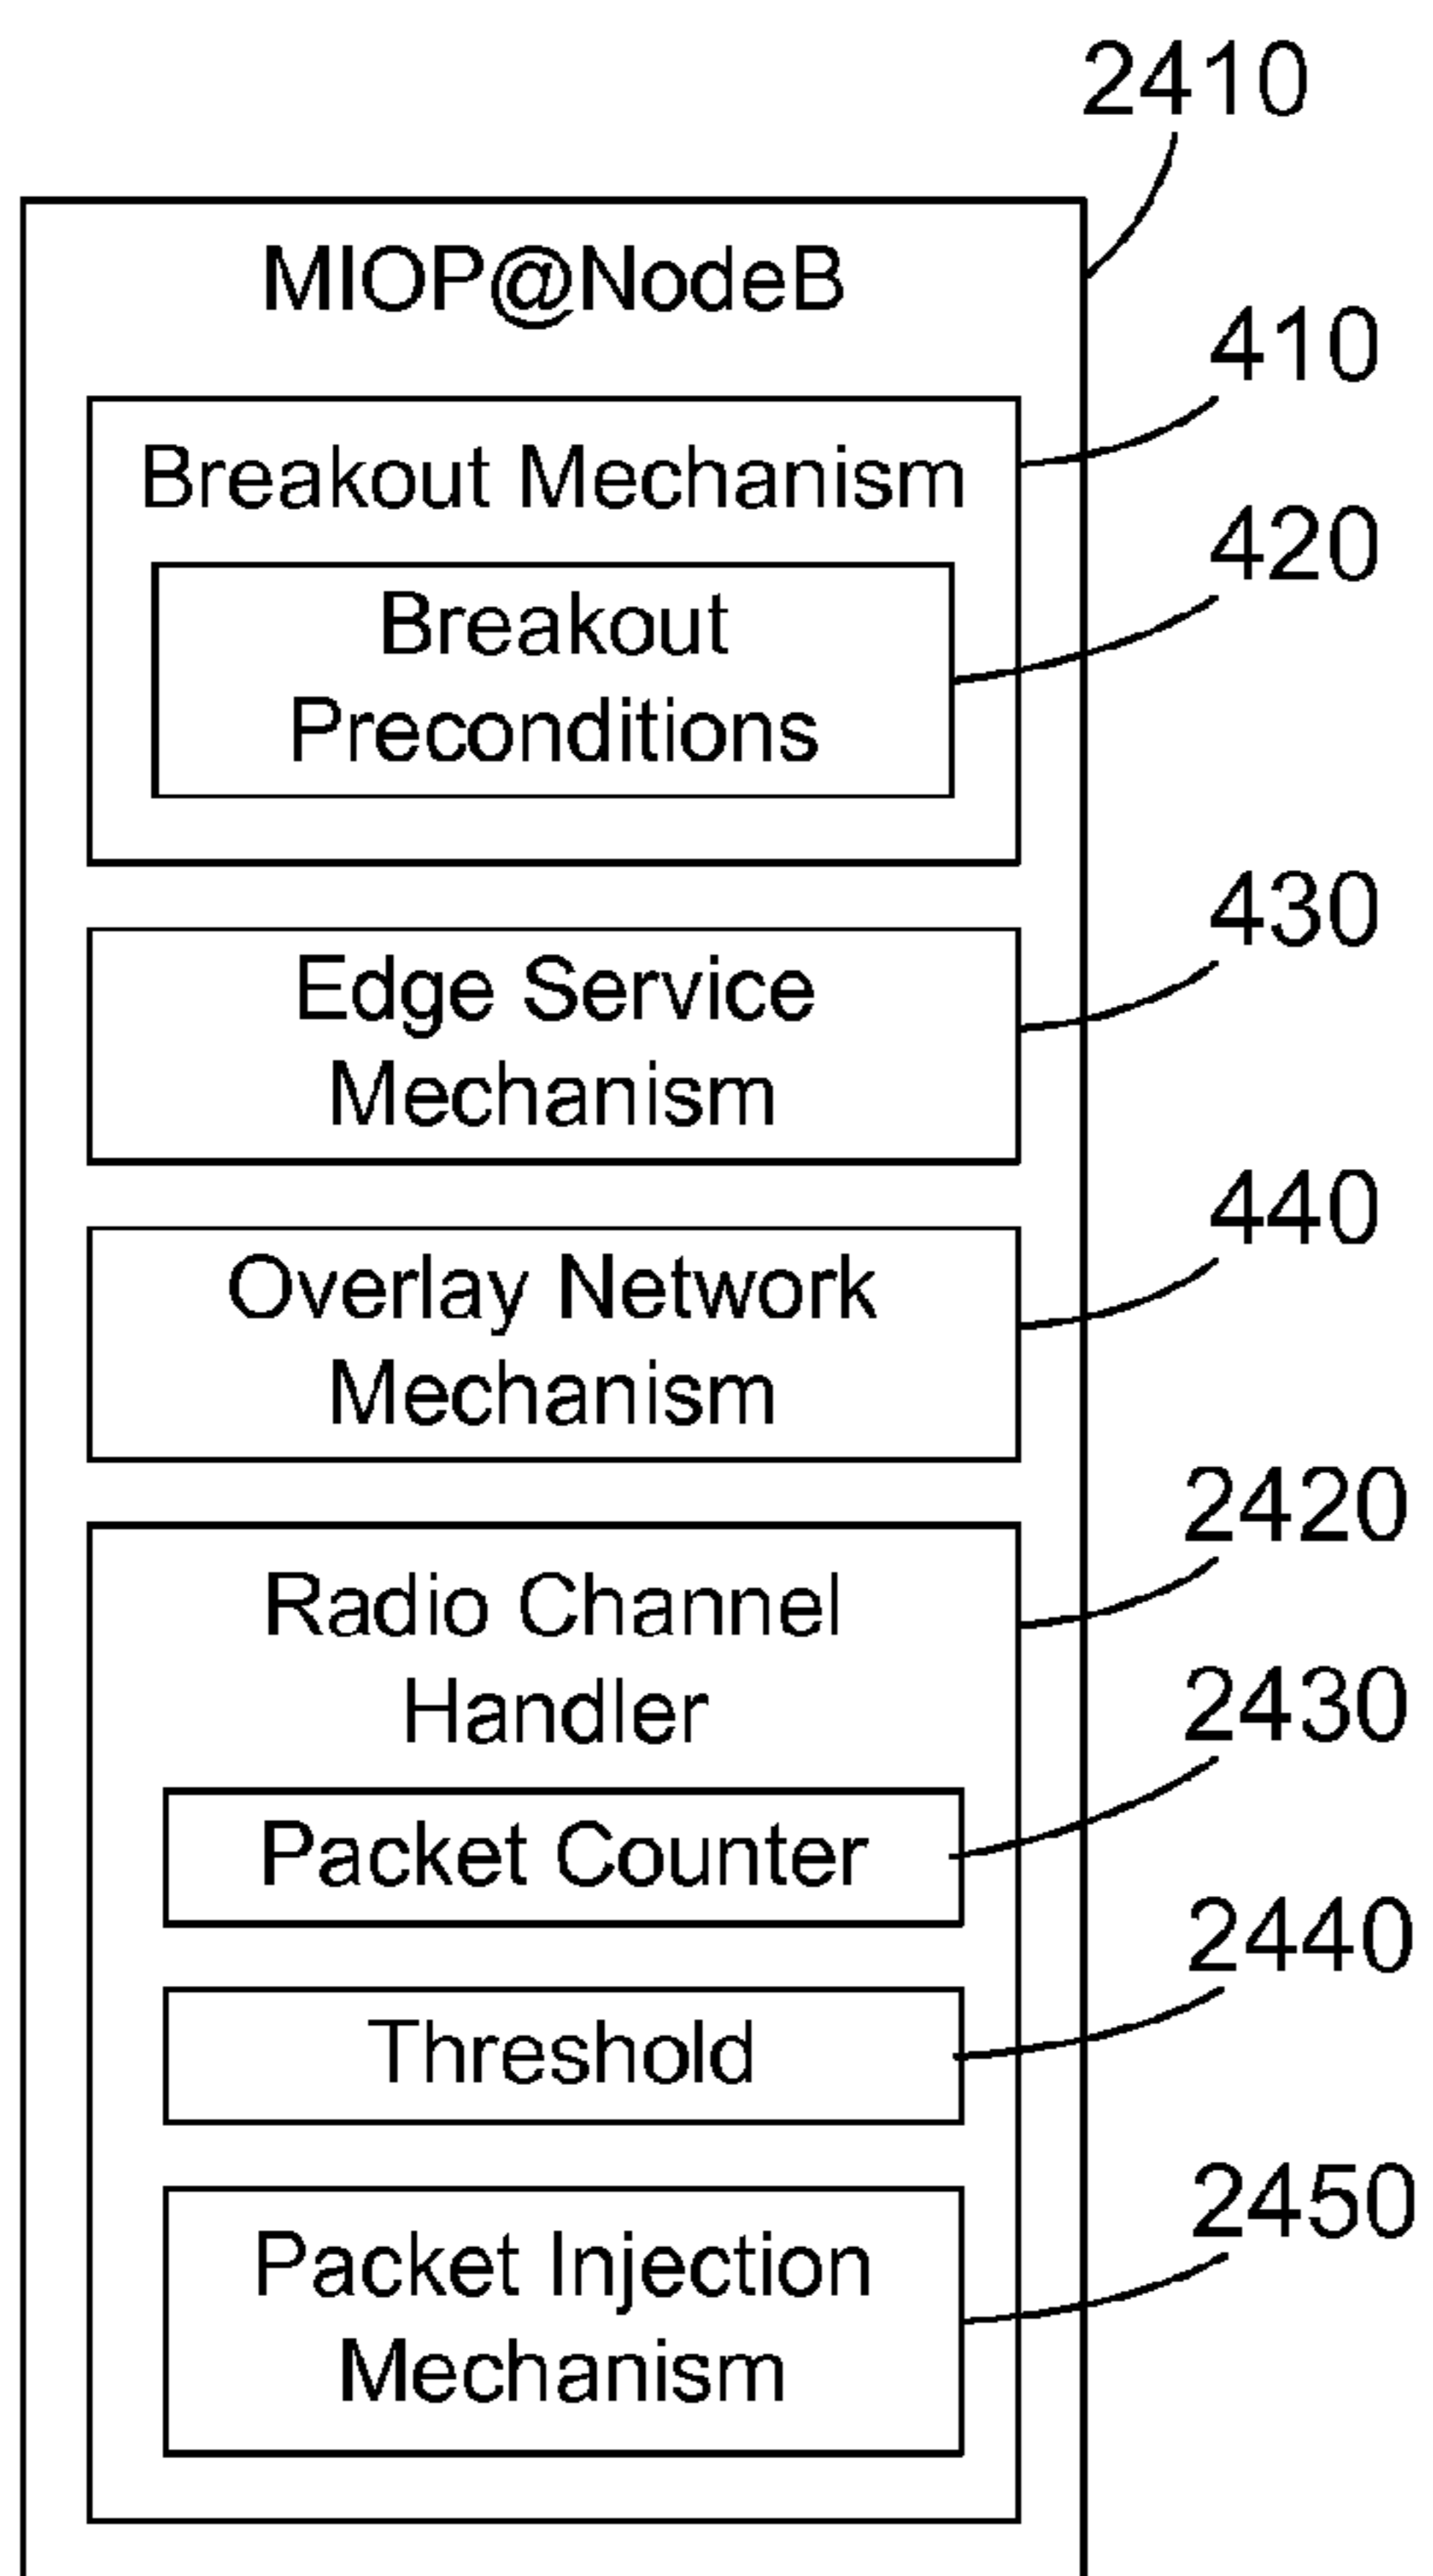 2410
MIOP@NodeB
410
Breakout Mechanism
420
Breakout
Preconditions
430
Edge Service
Mechanism
440
Overlay Network
Mechanism
2420
Radio Channel
Handler
2430
Packet Counter
2440
Threshold
2450
Packet Injection
Mechanism